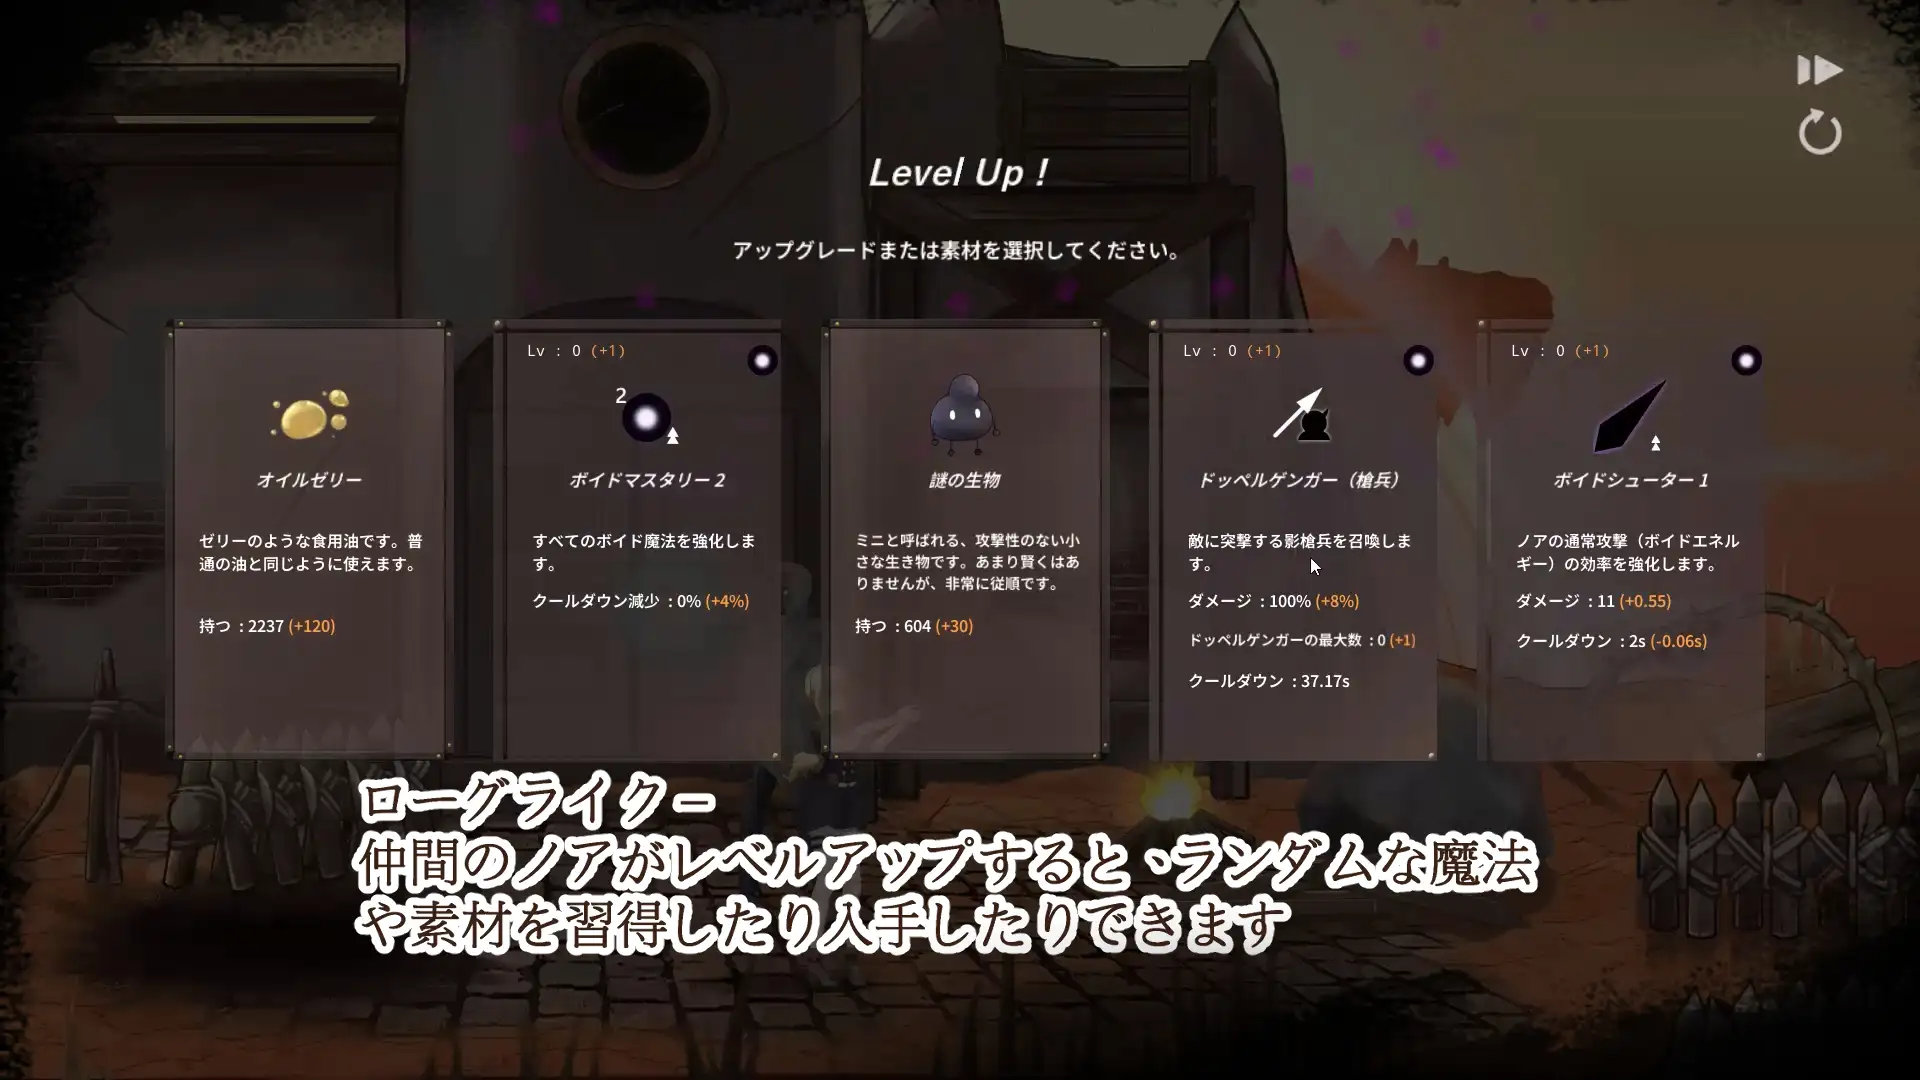 Level Up !
アップグレードまたは素材を選択してください。
オイルゼリー
ゼリーのような食用油です。普
通の油と同じように使えます。
持つ : 2237 (+120)
Lv : 0 (+1)
2
ボイドマスタリー 2
すべてのボイド魔法を強化しま
す。
クールダウン減少 : 0% (+4%)
謎の生物
ミニと呼ばれる、攻撃性のない小
さな生き物です。あまり賢くはあ
りませんが、非常に従順です。
持つ : 604 (+30)
Lv : 0 (+1)
ドッペルゲンガー（槍兵）
敵に突撃する影槍兵を召喚しま
す。
ダメージ : 100% (+8%)
ドッペルゲンガーの最大数 : 0 (+1)
クールダウン : 37.17s
Lv : 0 (+1)
ボイドシューター 1
ノアの通常攻撃（ボイドエネル
ギー）の効率を強化します。
ダメージ : 11 (+0.55)
クールダウン : 2s (-0.06s)
ローグライクー
仲間のノアがレベルアップすると、ランダムな魔法
や素材を習得したり入手したりできます